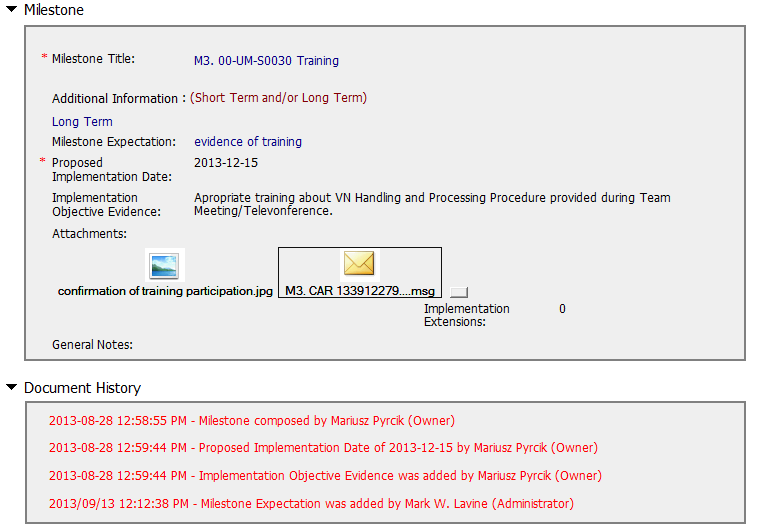 Milestone
* Milestone Title: M3. 00-UM-S0030 Training
Additional Information : (Short Term and/or Long Term)
Long Term
Milestone Expectation: evidence of training
* Proposed 2013-12-15
Implementation Date:
Implementation Apropriate training about VN Handling and Processing Procedure provided during Team
Objective Evidence: Meeting/Televonference.
Attachments:
confirmation of training participation.jpg M3. CAR 133912279....msg
Implementation 0
Extensions:
General Notes:
Document History
2013-08-28 12:58:55 PM - Milestone composed by Mariusz Pyrcik (Owner)
2013-08-28 12:59:44 PM - Proposed Implementation Date of 2013-12-15 by Mariusz Pyrcik (Owner)
2013-08-28 12:59:44 PM - Implementation Objective Evidence was added by Mariusz Pyrcik (Owner)
2013/09/13 12:12:38 PM - Milestone Expectation was added by Mark W. Lavine (Administrator)